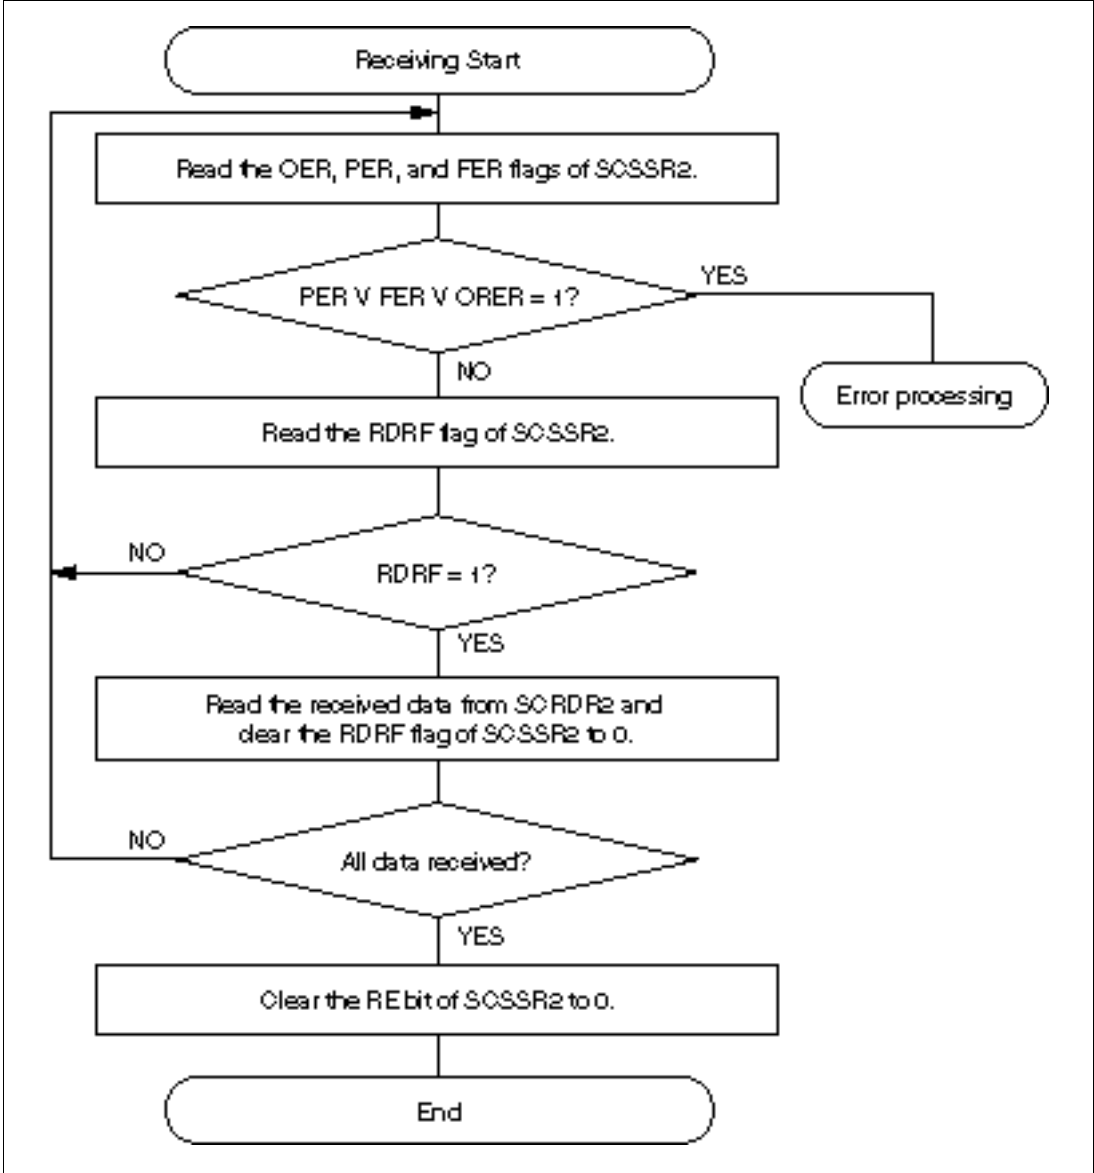 Receiving Start
Read the OER, PER, and FER flags of SCSSR2.
PER V FER V ORER = 1?
YES
NO
Error processing
Read the RDRF flag of SCSSR2.
NO
RDRF = 1?
YES
Read the received data from SCRDR2 and
clear the RDRF flag of SCSSR2 to 0.
NO
All data received?
YES
Clear the RE bit of SCSSR2 to 0.
End